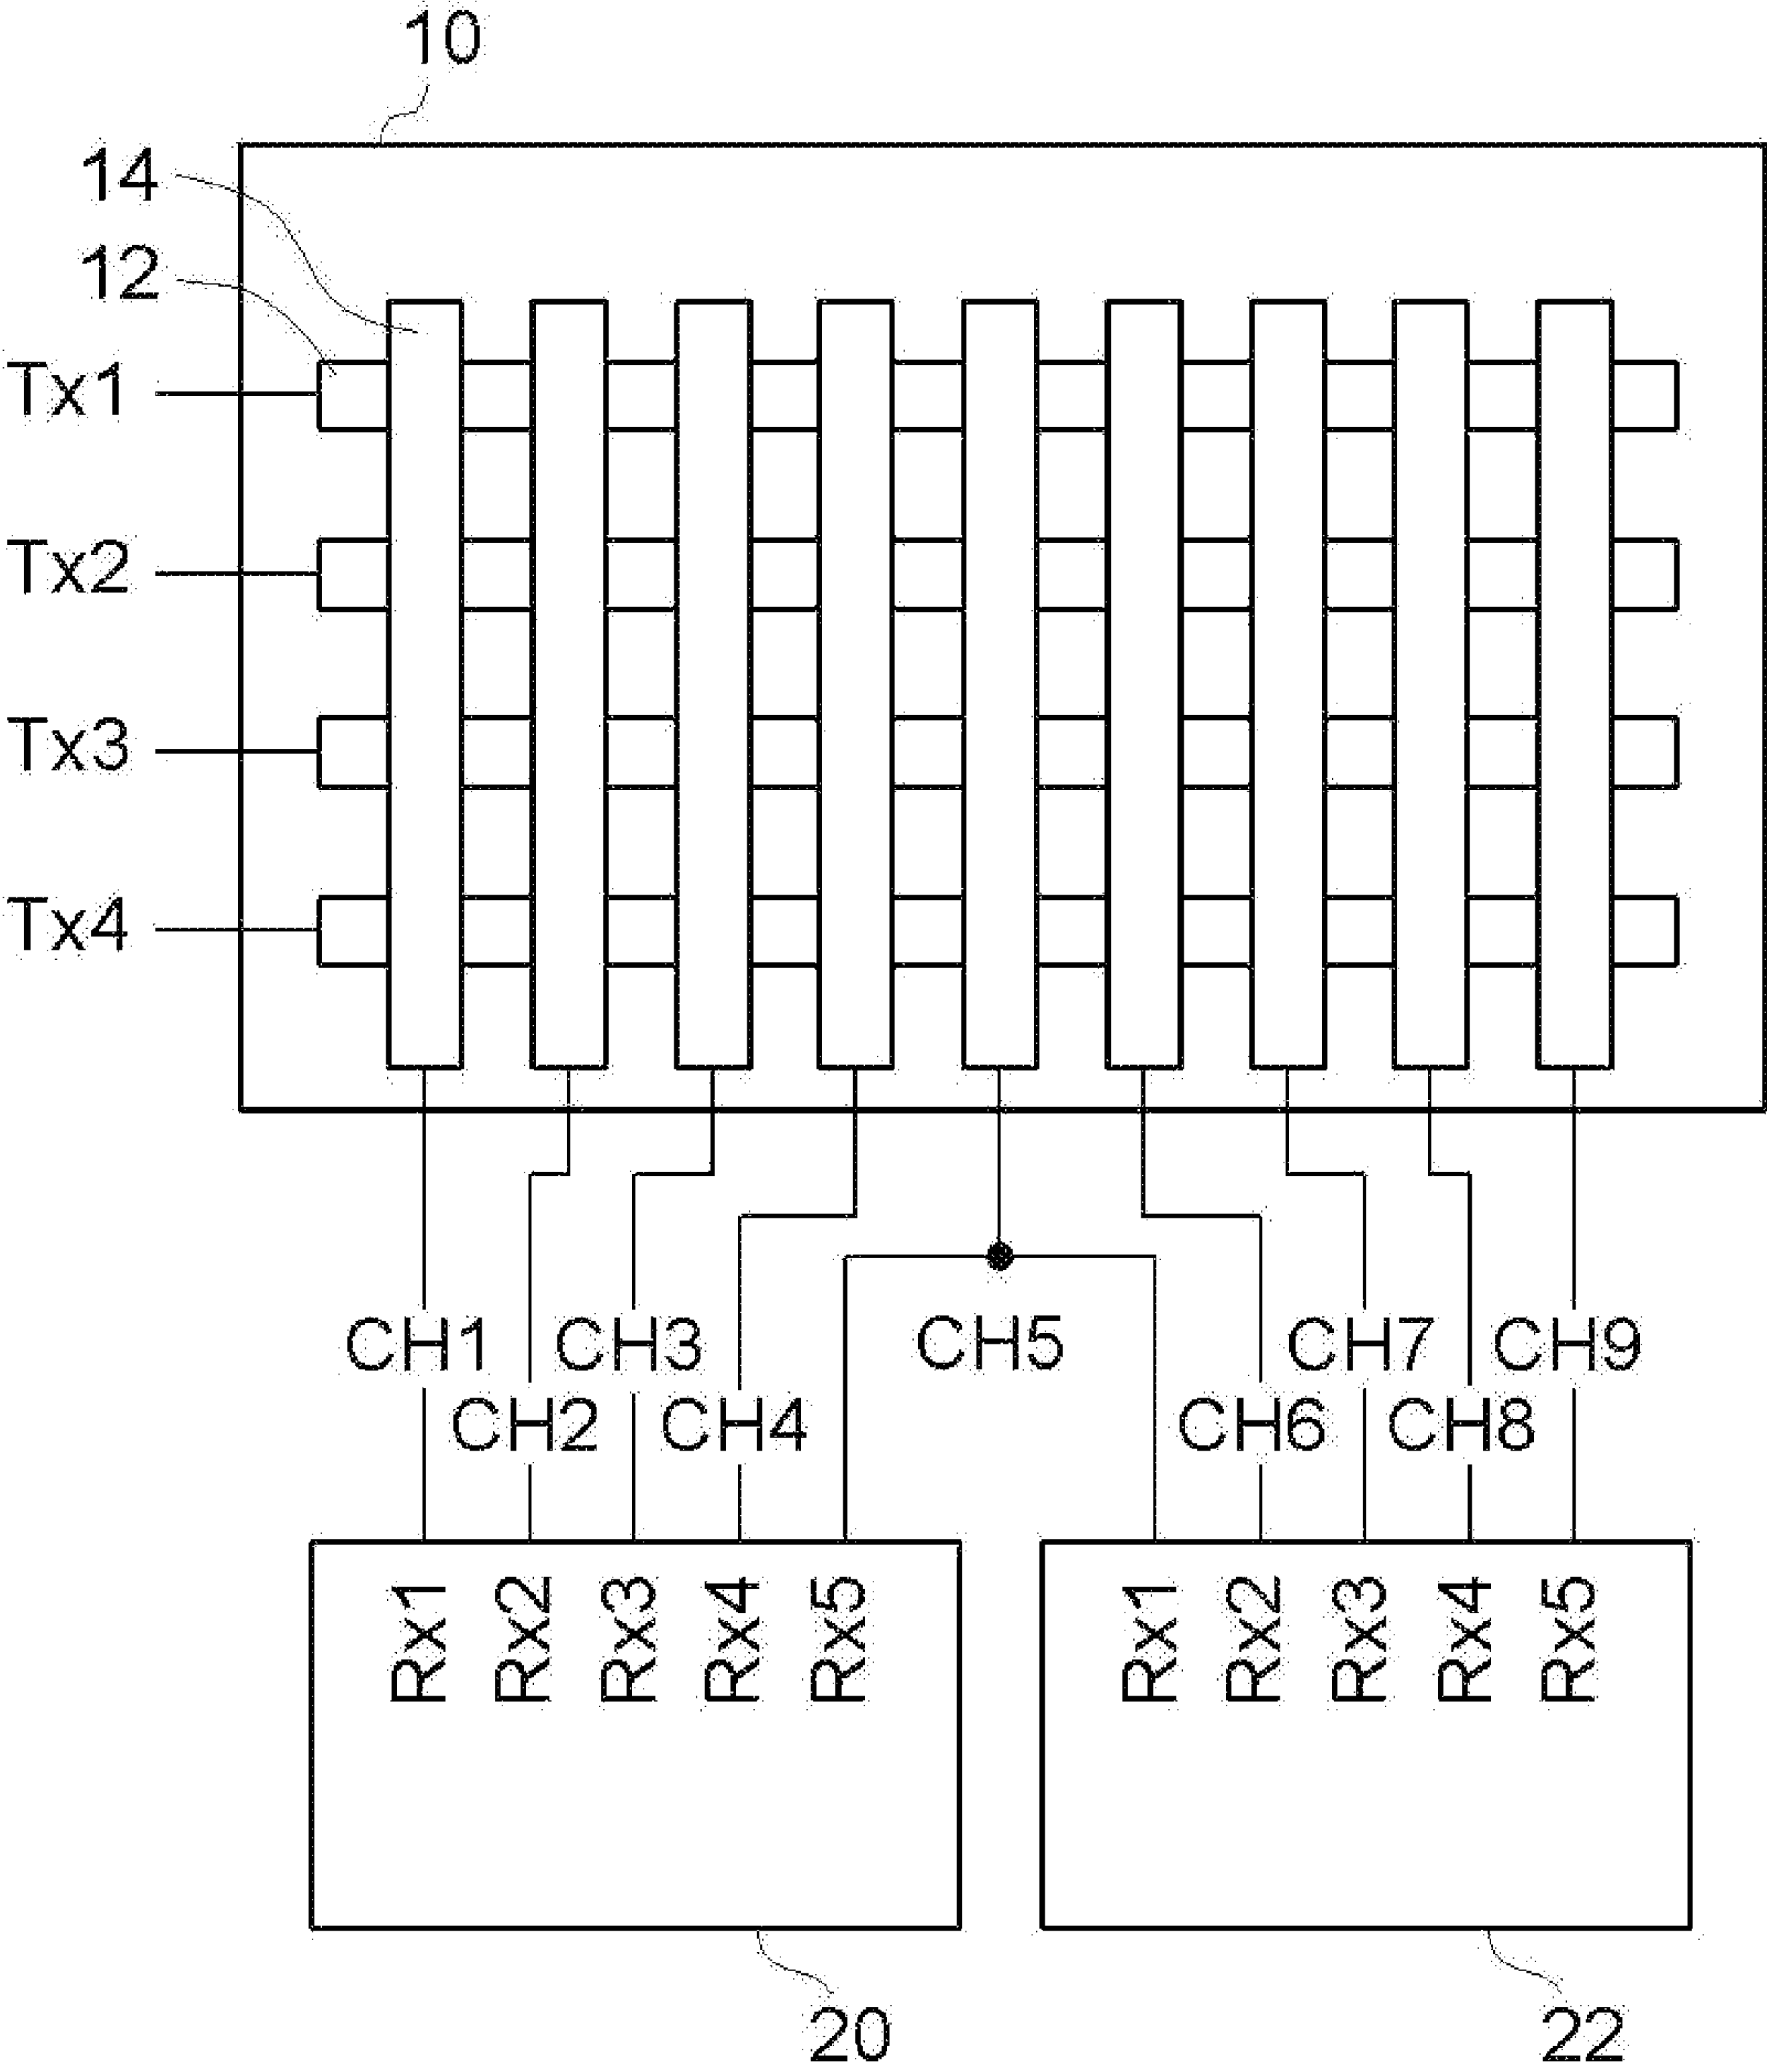 10
14
12
Tx1
Tx2
Tx3
Tx4
CH1 CH3 CH5 CH7 CH9
CH2 CH4 CH6 CH8
Rx1 Rx2 Rx3 Rx4 Rx5 Rx1 Rx2 Rx3 Rx4 Rx5
20 22